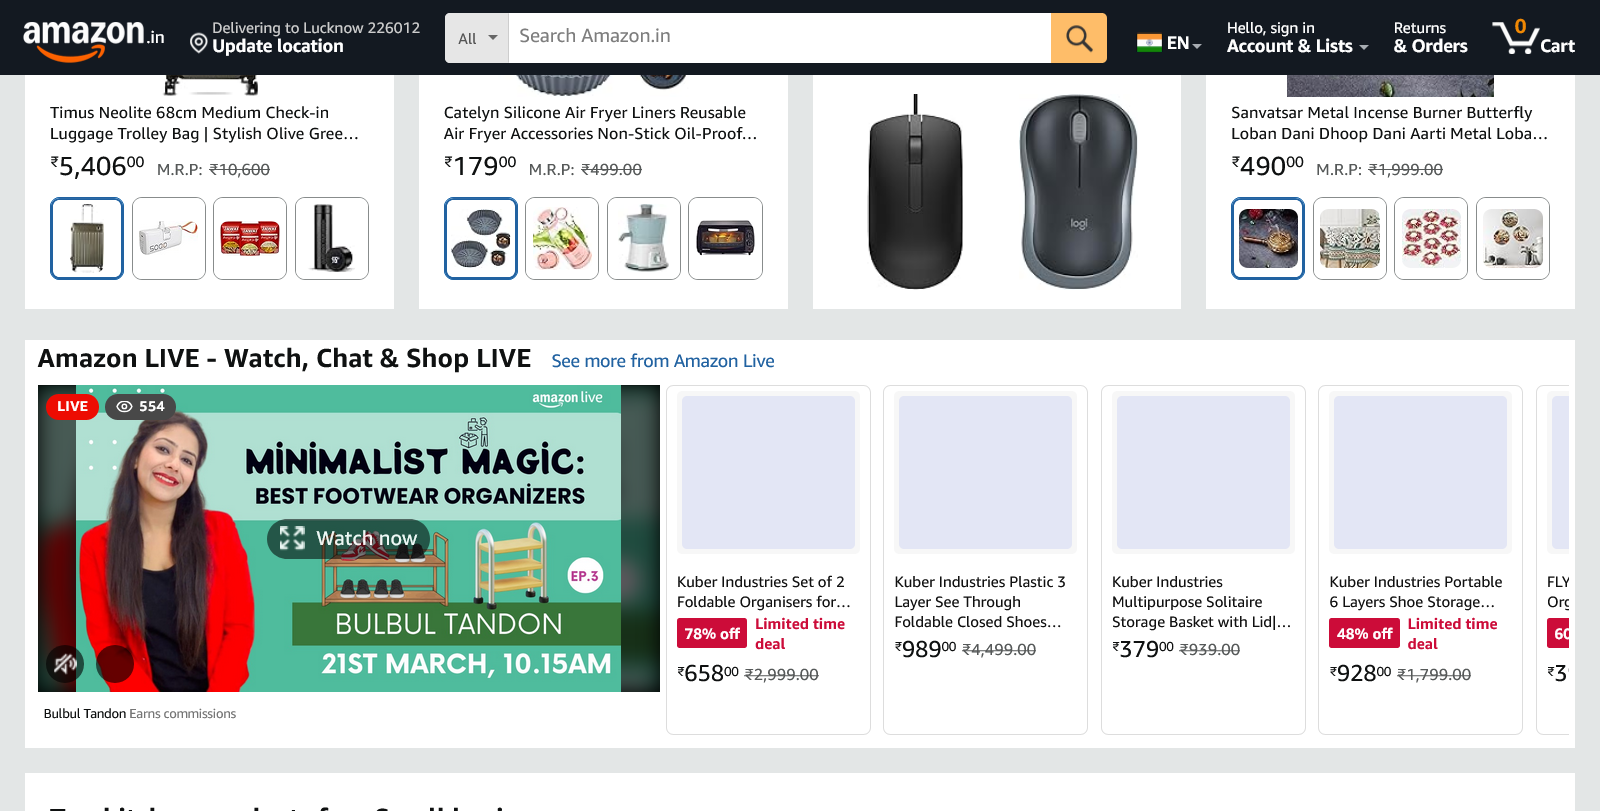 amazon.in
Delivering to Lucknow 226012
Update location
All
Search Amazon.in
EN
Hello, sign in
Account & Lists
Returns
& Orders
0
Cart
Timus Neolite 68cm Medium Check-in
Luggage Trolley Bag | Stylish Olive Gree...
₹5,40600 M.R.P: ₹10,600
Catelyn Silicone Air Fryer Liners Reusable
Air Fryer Accessories Non-Stick Oil-Proof...
₹17900 M.R.P: ₹499.00
logi
Sanvatsar Metal Incense Burner Butterfly
Loban Dani Dhoop Dani Aarti Metal Loba...
₹49000 M.R.P: ₹1,999.00
5000
Amazon LIVE - Watch, Chat & Shop LIVE
See more from Amazon Live
LIVE
554
amazon live
MINIMALIST MAGIC:
BEST FOOTWEAR ORGANIZERS
Watch now
EP.3
BULBUL TANDON
21ST MARCH, 10.15AM
Bulbul Tandon Earns commissions
Kuber Industries Set of 2
Foldable Organisers for...
78% off
Limited time
deal
₹65800 ₹2,999.00
Kuber Industries Plastic 3
Layer See Through
Foldable Closed Shoes...
₹98900 ₹4,499.00
Kuber Industries
Multipurpose Solitaire
Storage Basket with Lid|...
₹37900 ₹939.00
Kuber Industries Portable
6 Layers Shoe Storage...
48% off
Limited time
deal
₹92800 ₹1,799.00
FLY
Org
60
₹3